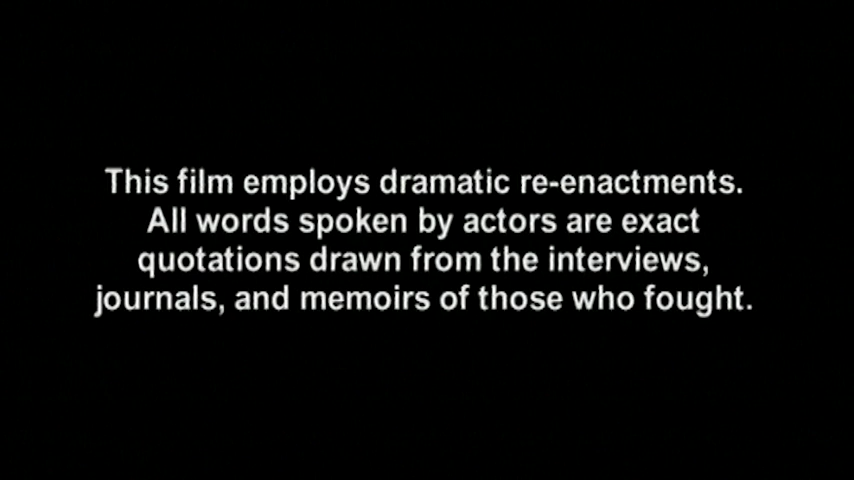 This film employs dramatic re-enactments.
All words spoken by actors are exact
quotations drawn from the interviews,
journals, and memoirs of those who fought.